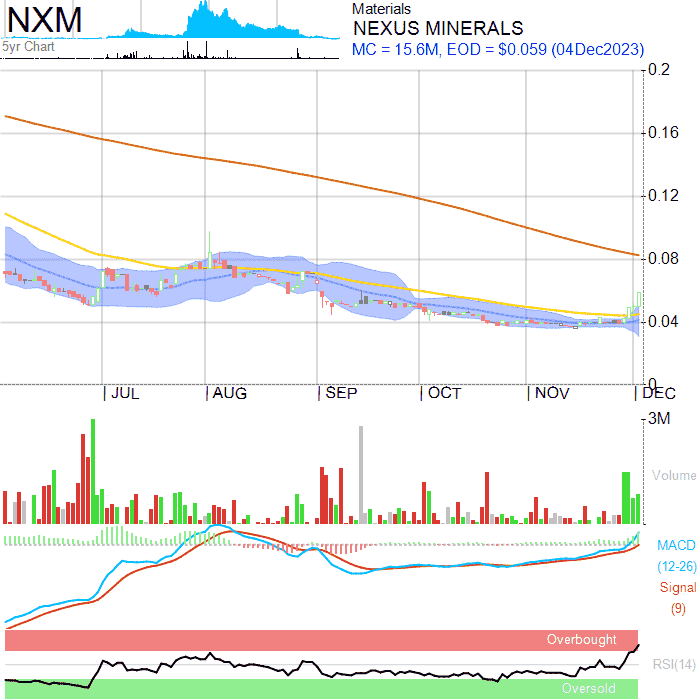 NXM
5yr Chart
Materials
NEXUS MINERALS
MC = 15.6M, EOD = $0.059 (04Dec2023)
0.2
0.16
0.12
0.08
0.04
0
JUL
AUG
SEP
OCT
NOV
DEC
3M
Volume
MACD
(12-26)
Signal
(9)
Overbought
RSI(14)
Oversold